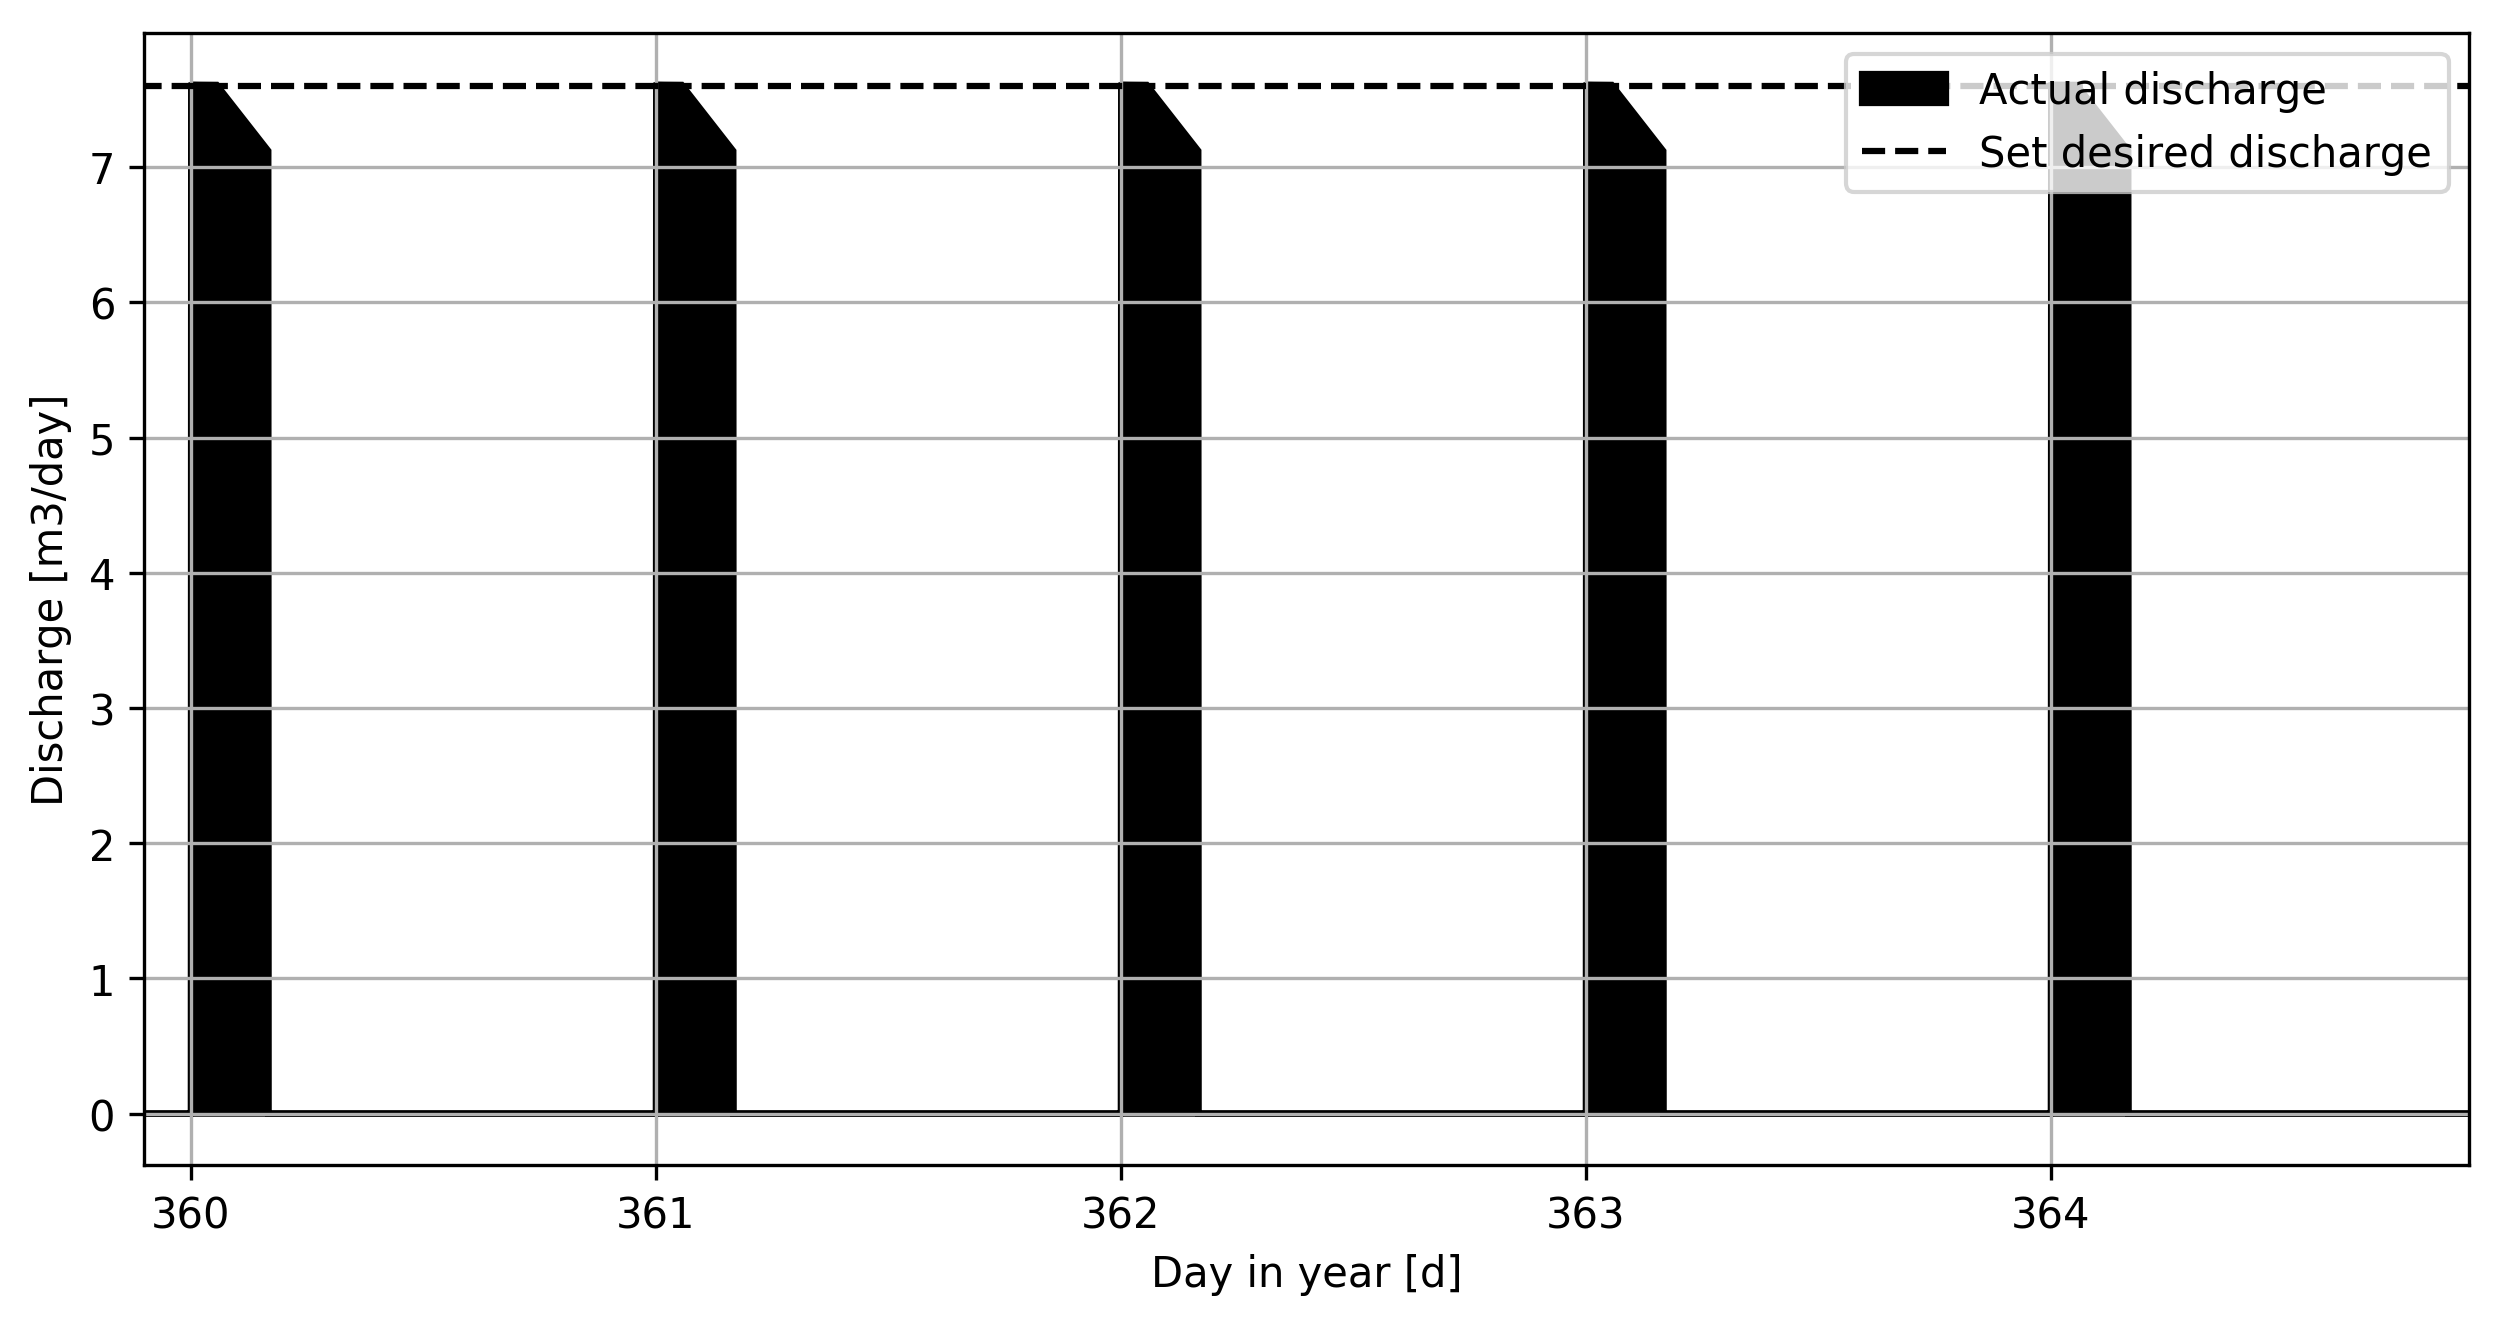 Actual discharge
Set desired discharge
Discharge [m3/day]
7
6
5
4
3
2
1
0
360 361 362 363 364
Day in year [d]